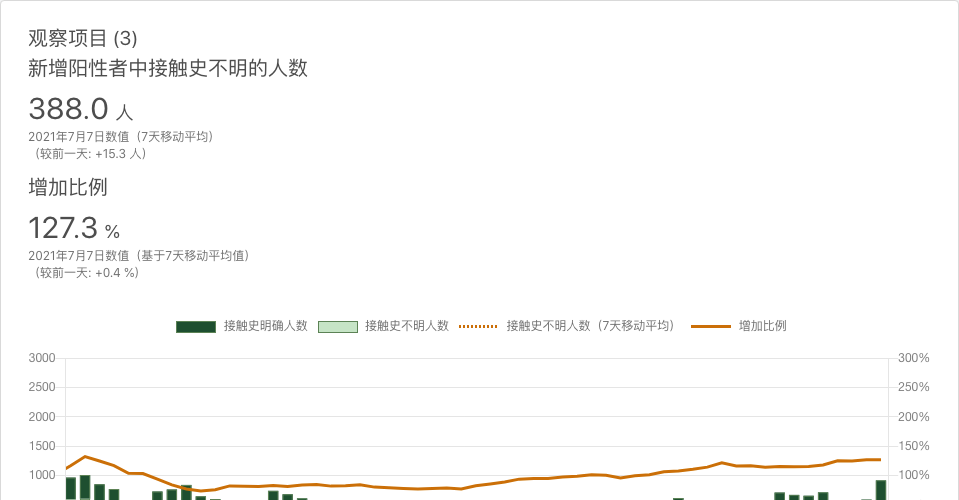 观察项目 (3)
新增阳性者中接触史不明的人数
388.0 人
2021年7月7日数值（7天移动平均）
（较前一天: +15.3 人）
增加比例
127.3 %
2021年7月7日数值（基于7天移动平均值）
（较前一天: +0.4 %）
接触史明确人数 接触史不明人数 接触史不明人数（7天移动平均） 增加比例
3000 300%
2500 250%
2000 200%
1500 150%
1000 100%